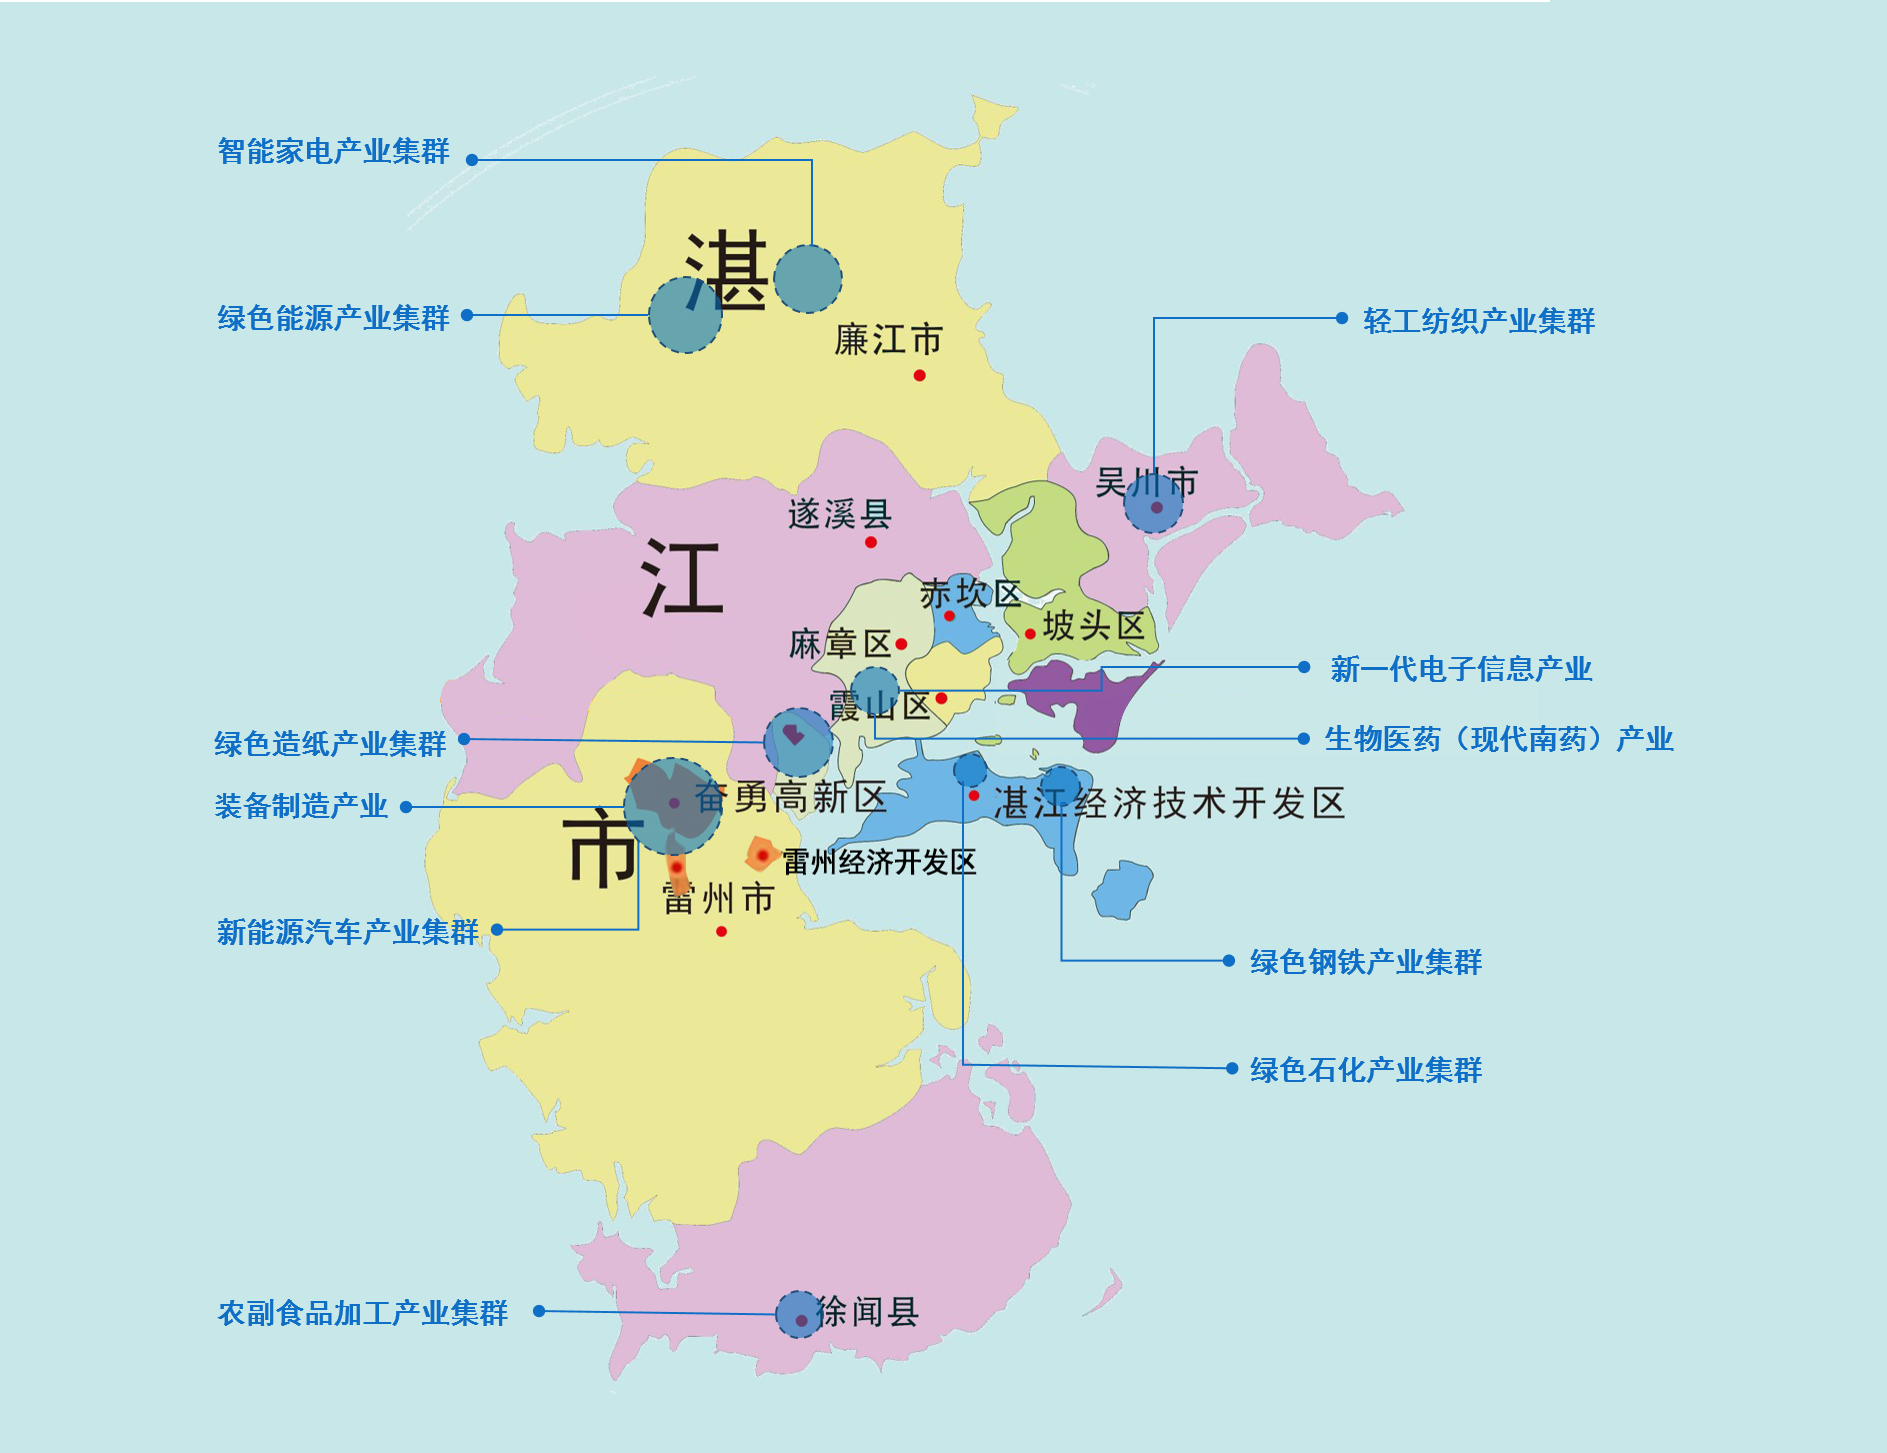 智能家电产业集群
湛
绿色能源产业集群
轻工纺织产业集群
廉江市
吴川市
遂溪县
江
赤坎区
坡头区
麻章区
新一代电子信息产业
霞山区
绿色造纸产业集群
生物医药（现代南药）产业
奋勇高新区
装备制造产业
湛江经济技术开发区
市
雷州经济开发区
雷州市
新能源汽车产业集群
绿色钢铁产业集群
绿色石化产业集群
农副食品加工产业集群
徐闻县